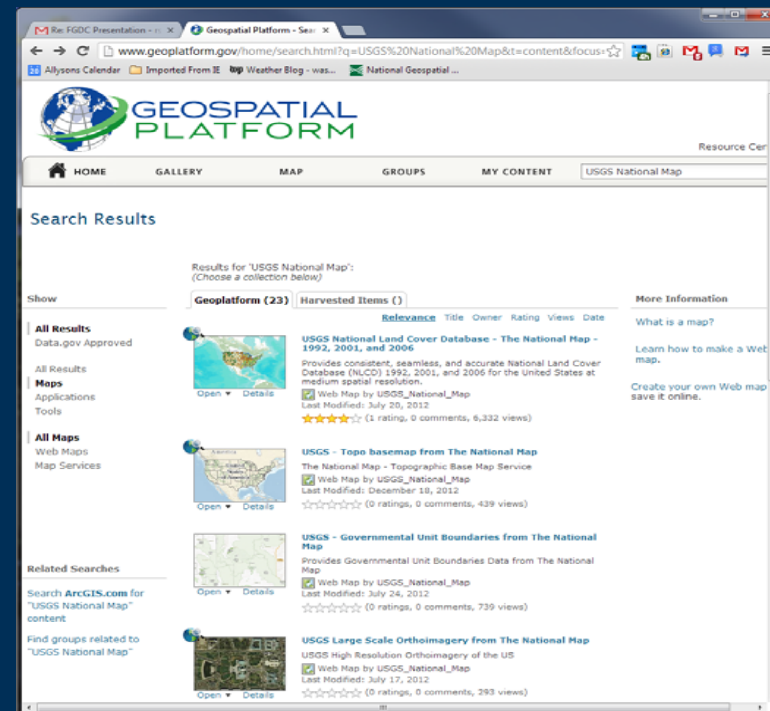 Re: FGDC Presentation -
Geospatial Platform - Sear
www.geoplatform.gov/home/search.html?q=USGS%20National%20Map&t=content&focus=
Allysons Calendar Imported From IE Weather Blog - was... National Geospatial ...
GEOSPATIAL
PLATFORM
Resource Cer
HOME GALLERY MAP GROUPS MY CONTENT USGS National Map
Search Results
Results for 'USGS National Map':
(Choose a collection below)
Show
All Results
Data.gov Approved
All Results
Maps
Applications
Tools
All Maps
Web Maps
Map Services
Related Searches
Search ArcGIS.com for
"USGS National Map"
content
Find groups related to
"USGS National Map"
Geoplatform (23) Harvested Items ()
Relevance Title Owner Rating Views Date
USGS National Land Cover Database - The National Map -
1992, 2001, and 2006
Provides consistent, seamless, and accurate National Land Cover
Database (NLCD) 1992, 2001, and 2006 for the United States at
medium spatial resolution.
Web Map by USGS_National_Map
Last Modified: July 20, 2012
(1 rating, 0 comments, 6,332 views)
Open Details
USGS - Topo basemap from The National Map
The National Map - Topographic Base Map Service
Web Map by USGS_National_Map
Last Modified: December 18, 2012
(0 ratings, 0 comments, 439 views)
Open Details
USGS - Governmental Unit Boundaries from The National
Map
Provides Governmental Unit Boundaries Data from The National
Map
Web Map by USGS_National_Map
Last Modified: July 24, 2012
(0 ratings, 0 comments, 739 views)
Open Details
USGS Large Scale Orthoimagery from The National Map
USGS High Resolution Orthoimagery of the US
Web Map by USGS_National_Map
Last Modified: July 17, 2012
(0 ratings, 0 comments, 293 views)
Open Details
More Information
What is a map?
Learn how to make a Web
map.
Create your own Web map
save it online.